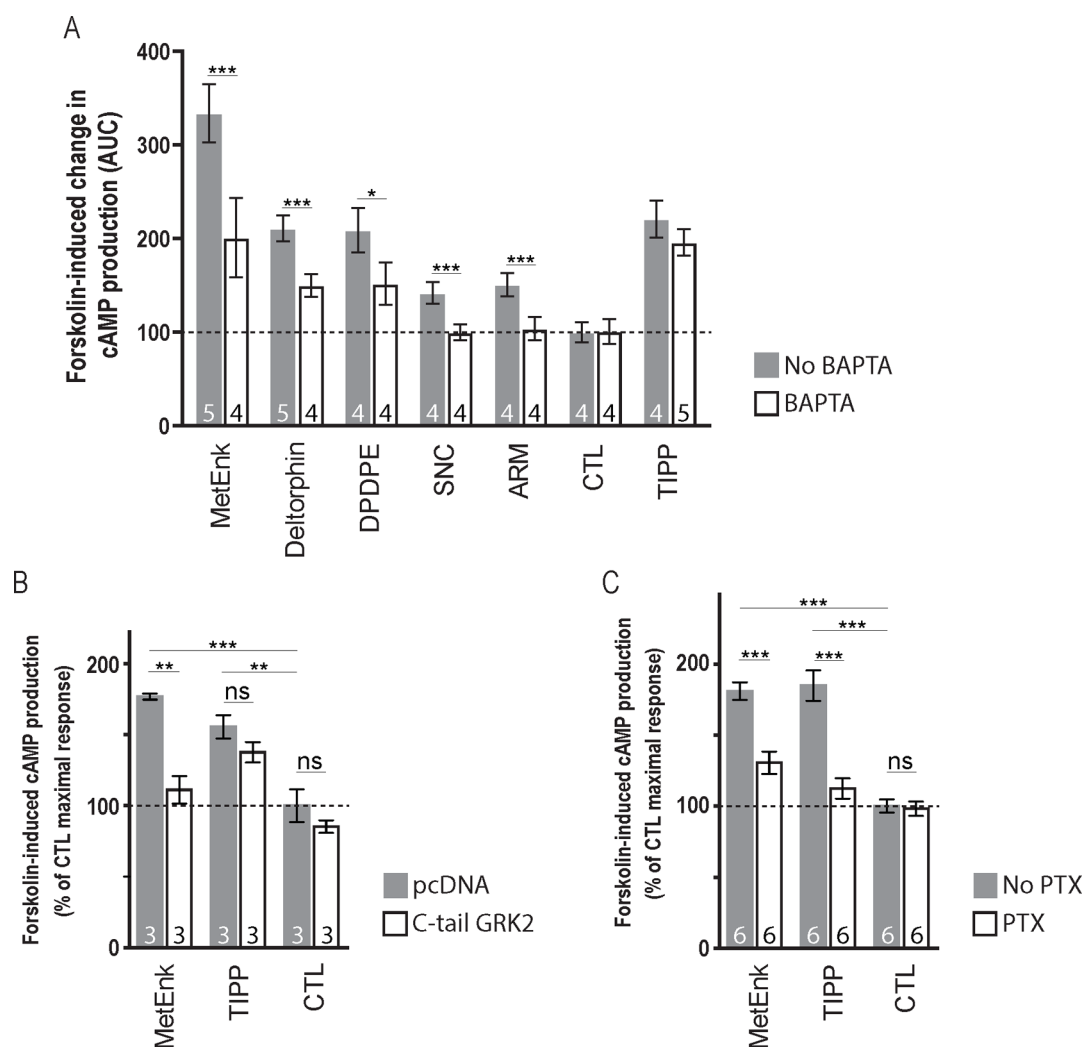 A
Forskolin-induced change in
cAMP production (AUC)
400
300
200
100
0
***
***
*
***
***
5 4 5 4 4 4 4 4 4 4 4 4 4 5
MetEnk
Deltorphin
DPDPE
SNC
ARM
CTL
TIPP
No BAPTA
BAPTA
B
Forskolin-induced cAMP production
(% of CTL maximal response)
200
100
0
***
** **
ns
ns
3 3 3 3 3 3
MetEnk
TIPP
CTL
pcDNA
C-tail GRK2
C
Forskolin-induced cAMP production
(% of CTL maximal response)
200
100
0
***
***
*** ***
ns
6 6 6 6 6 6
MetEnk
TIPP
CTL
No PTX
PTX